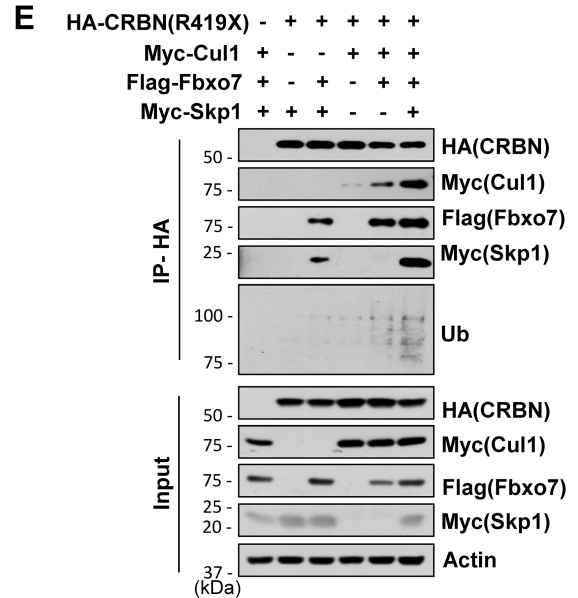 E
HA-CRBN(R419X) - + + + + +
Myc-Cul1 + - - + + +
Flag-Fbxo7 + - + - + +
Myc-Skp1 + + + - - +
IP- HA
50 - HA(CRBN)
75 - Myc(Cul1)
75 - Flag(Fbxo7)
25 - Myc(Skp1)
100 -
Ub
75 -
Input
50 - HA(CRBN)
75 - Myc(Cul1)
75 - Flag(Fbxo7)
25 -
20 - Myc(Skp1)
Actin
37 -
(kDa)